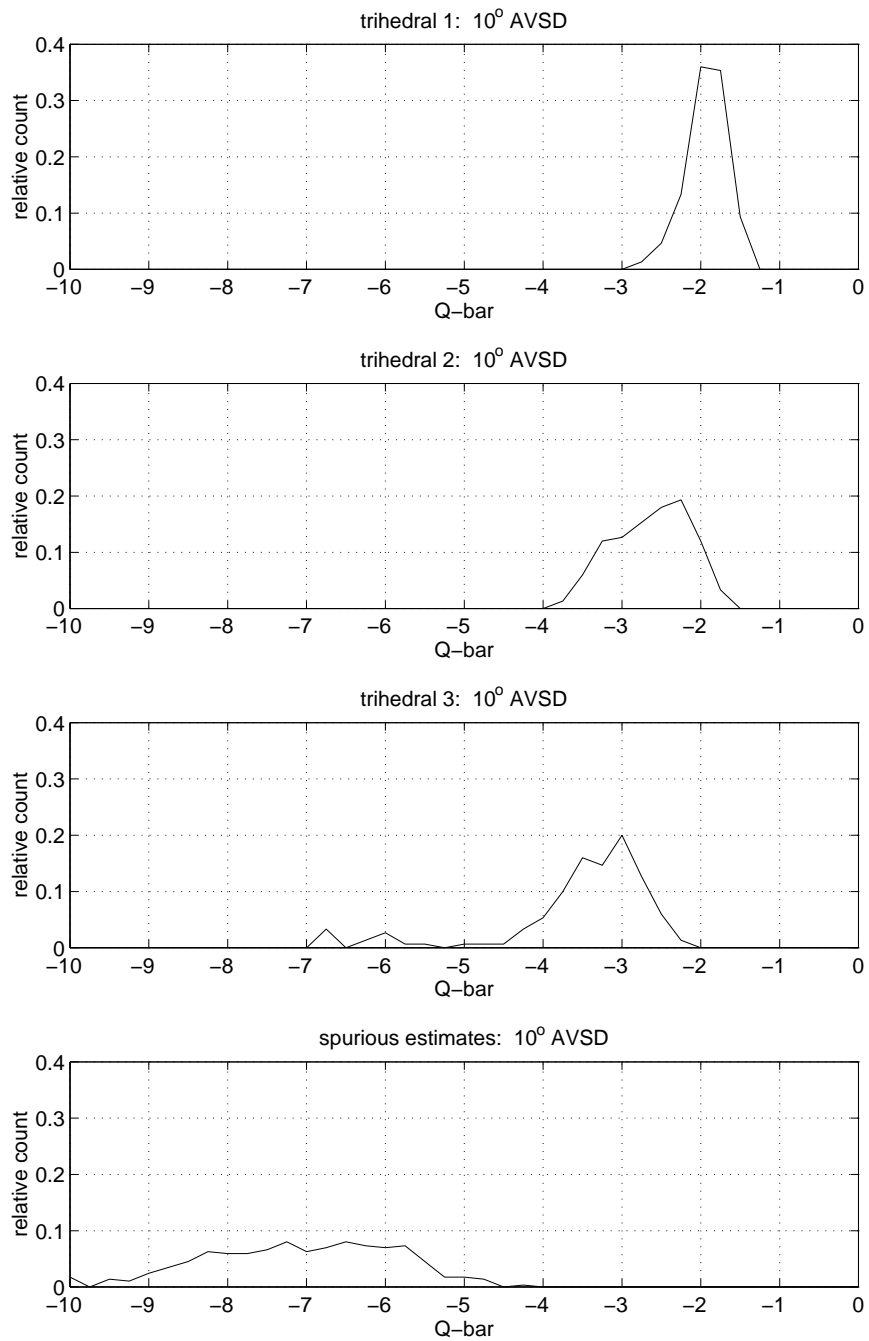 trihedral 1: 10º AVSD
0.4
0.3
0.2
0.1
0
relative count
−10 −9 −8 −7 −6 −5 −4 −3 −2 −1 0
Q−bar
trihedral 2: 10º AVSD
0.4
0.3
0.2
0.1
0
relative count
−10 −9 −8 −7 −6 −5 −4 −3 −2 −1 0
Q−bar
trihedral 3: 10º AVSD
0.4
0.3
0.2
0.1
0
relative count
−10 −9 −8 −7 −6 −5 −4 −3 −2 −1 0
Q−bar
spurious estimates: 10º AVSD
0.4
0.3
0.2
0.1
0
relative count
−10 −9 −8 −7 −6 −5 −4 −3 −2 −1 0
Q−bar